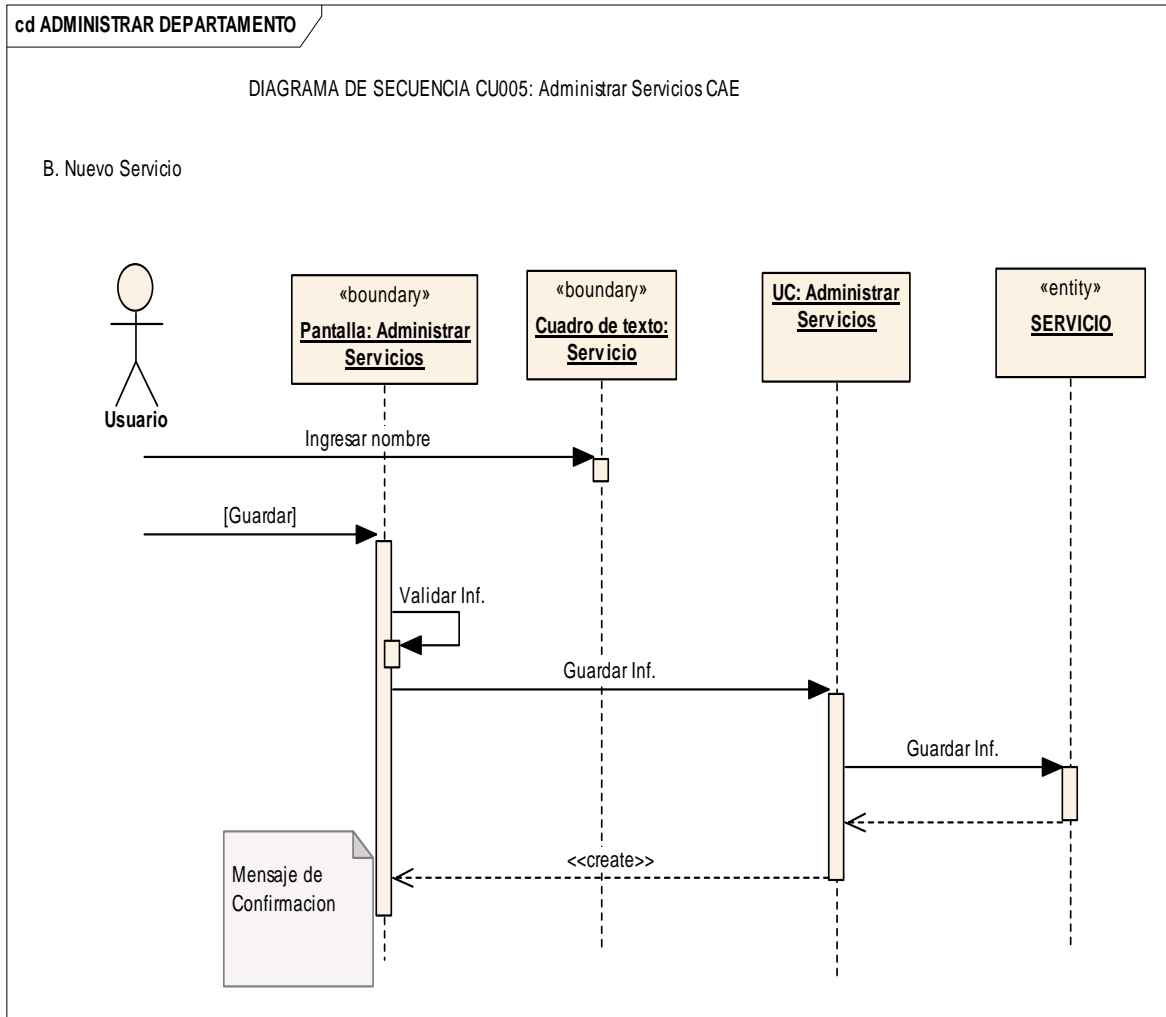 cd ADMINISTRAR DEPARTAMENTO
DIAGRAMA DE SECUENCIA CU005: Administrar Servicios CAE
B. Nuevo Servicio
Usuario
«boundary»
Pantalla: Administrar
Servicios
«boundary»
Cuadro de texto:
Servicio
UC: Administrar
Servicios
«entity»
SERVICIO
Ingresar nombre
[Guardar]
Validar Inf.
Guardar Inf.
Guardar Inf.
<<create>>
Mensaje de
Confirmacion